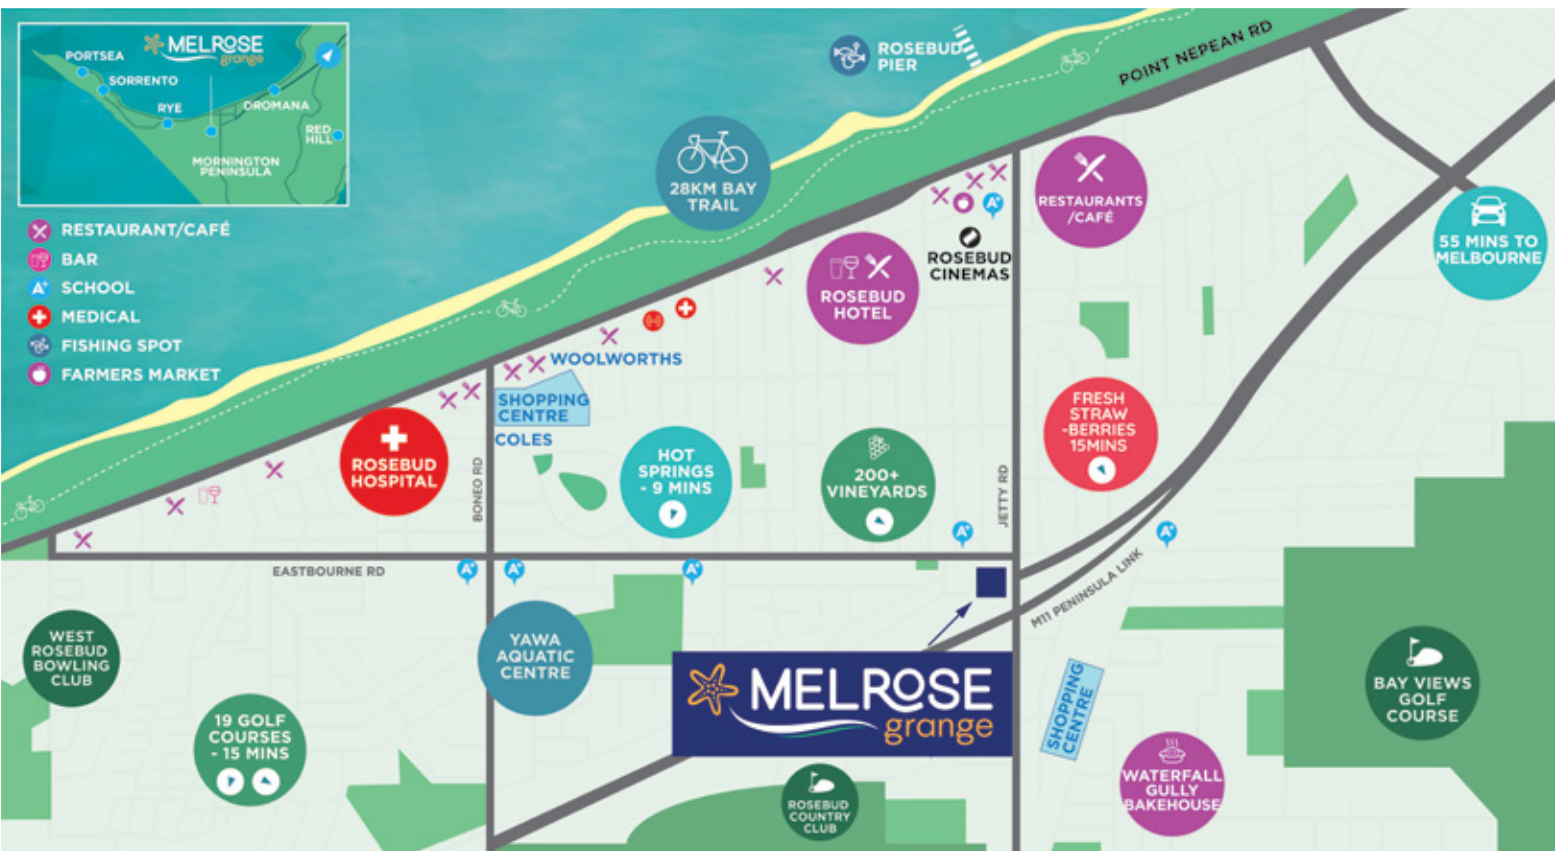 MELROSE
grange
PORTSEA
SORRENTO
RYE
DROMANA
RED
HILL
MORNINGTON
PENINSULA
RESTAURANT/CAFÉ
BAR
A+ SCHOOL
MEDICAL
FISHING SPOT
FARMERS MARKET
ROSEBUD
PIER
POINT NEPEAN RD
28KM BAY
TRAIL
RESTAURANTS
/CAFÉ
A+
55 MINS TO
MELBOURNE
ROSEBUD
CINEMAS
ROSEBUD
HOTEL
WOOLWORTHS
SHOPPING
CENTRE
COLES
ROSEBUD
HOSPITAL
BONEO RD
HOT
SPRINGS
- 9 MINS
200+
VINEYARDS
JETTY RD
FRESH
STRAW
-BERRIES
15MINS
A+
A+
EASTBOURNE RD
A+
A+
A+
M11 PENINSULA LINK
WEST
ROSEBUD
BOWLING
CLUB
YAWA
AQUATIC
CENTRE
MELROSE
grange
SHOPPING
CENTRE
BAY VIEWS
GOLF
COURSE
19 GOLF
COURSES
- 15 MINS
ROSEBUD
COUNTRY
CLUB
WATERFALL
GULLY
BAKEHOUSE